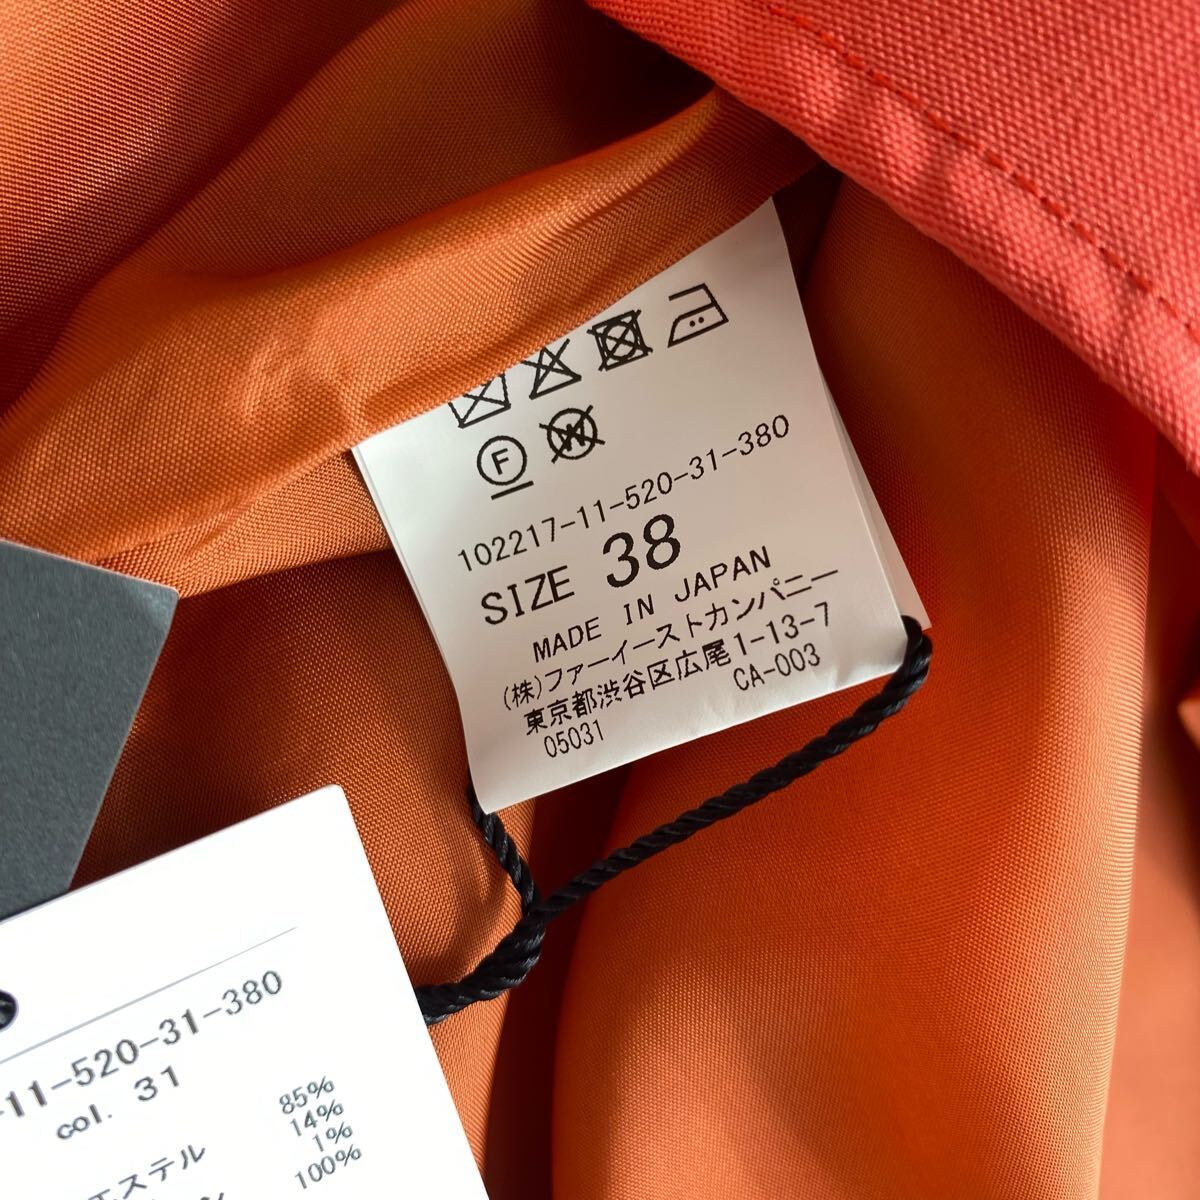 F W
102217-11-520-31-380
SIZE 38
MADE IN JAPAN
(株)ファーイーストカンパニー
東京都渋谷区広尾1-13-7
05031 CA-003
-11-520-31-380
col. 31
85%
エステル 14%
1%
ン 100%